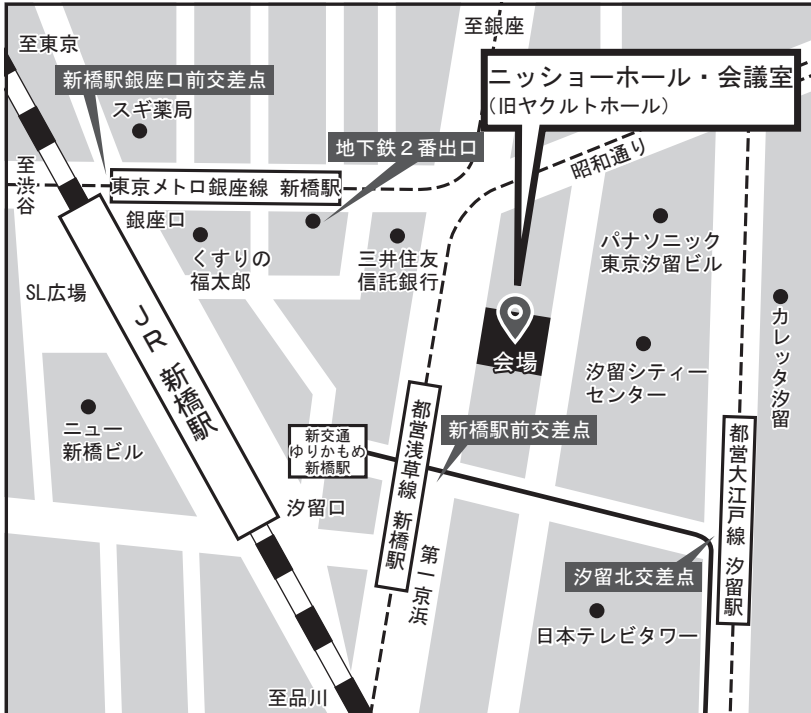 至東京
至銀座
ニッショーホール・会議室
(旧ヤクルトホール)
新橋駅銀座口前交差点
スギ薬局
地下鉄2番出口
昭和通り
至渋谷
東京メトロ銀座線 新橋駅
銀座口
くすりの
福太郎
三井住友
信託銀行
パナソニック
東京汐留ビル
SL広場
JR 新橋駅
会場
カレッタ汐留
汐留シティー
センター
ニュー
新橋ビル
新交通
ゆりかもめ
新橋駅
都営浅草線 新橋駅
新橋駅前交差点
都営大江戸線 汐留駅
汐留口
第一京浜
汐留北交差点
日本テレビタワー
至品川